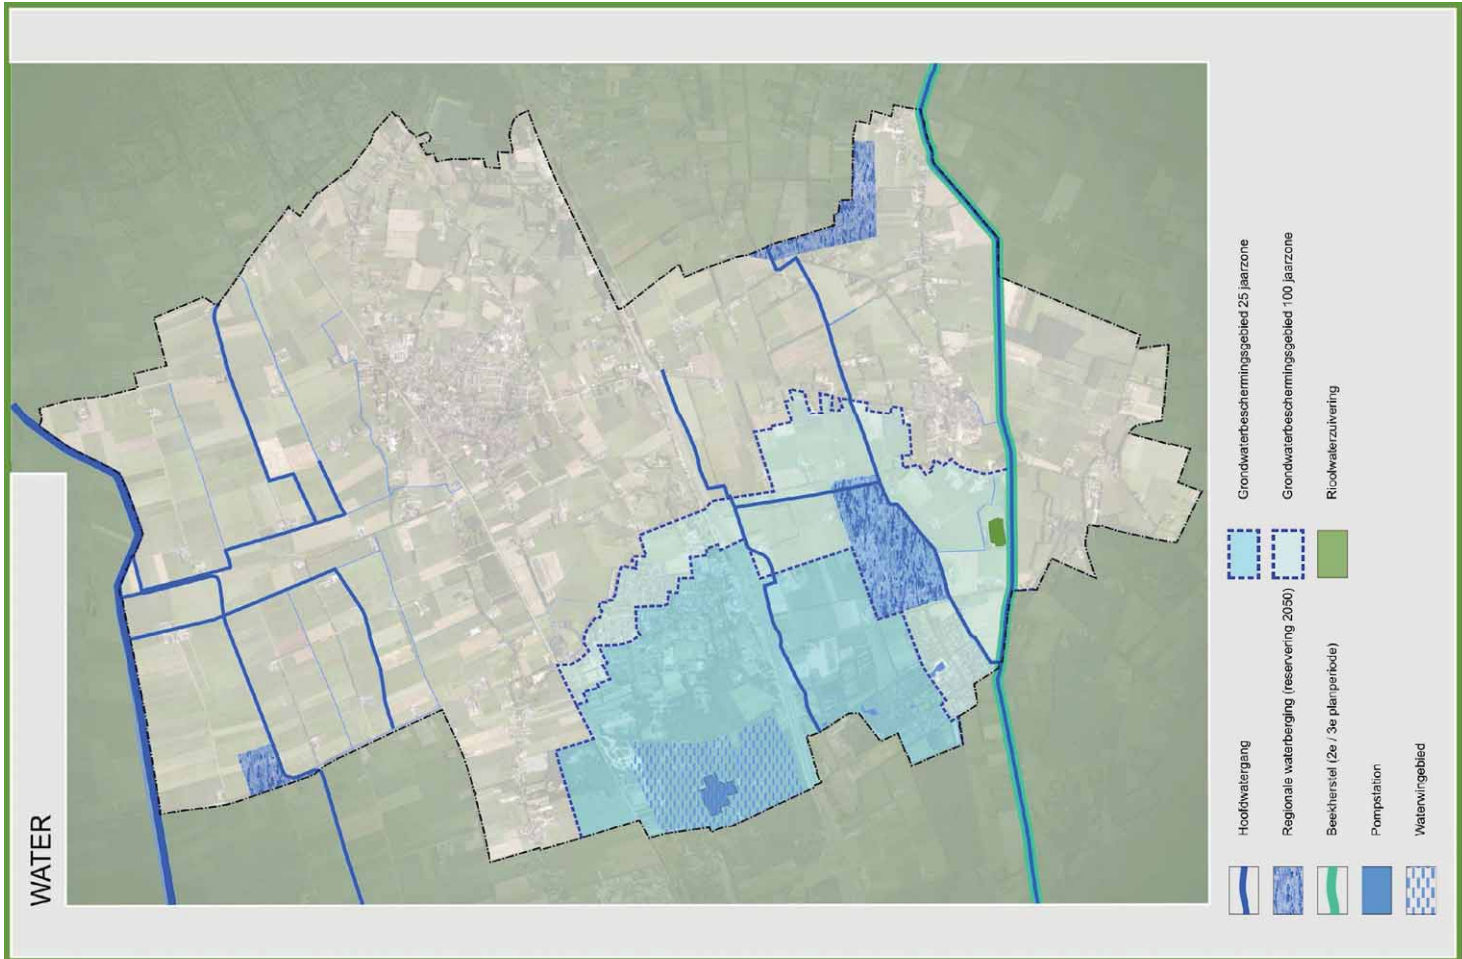 WATER
Hoofdwatergang
Regionale waterberging (reservering 2050)
Beekherstel (2e / 3e planperiode)
Pompstation
Waterwingebied
Grondwaterbeschermingsgebied 25 jaarzone
Grondwaterbeschermingsgebied 100 jaarzone
Rioolwaterzuivering